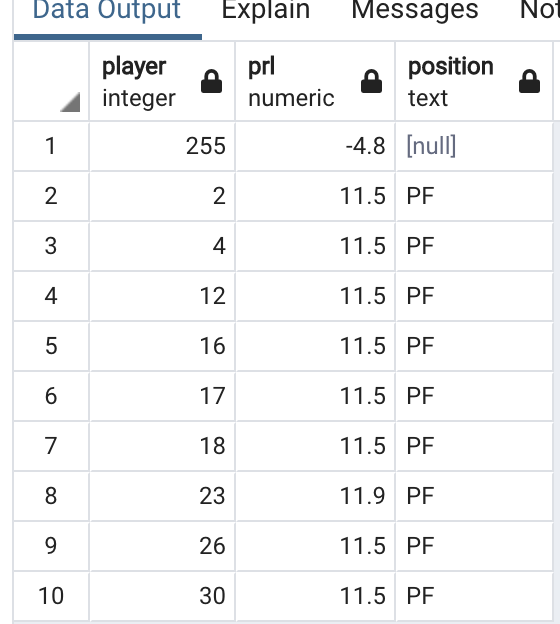 Data Output Explain Messages Not
player prl position
integer numeric text
1 255 -4.8 [null]
2 2 11.5 PF
3 4 11.5 PF
4 12 11.5 PF
5 16 11.5 PF
6 17 11.5 PF
7 18 11.5 PF
8 23 11.9 PF
9 26 11.5 PF
10 30 11.5 PF